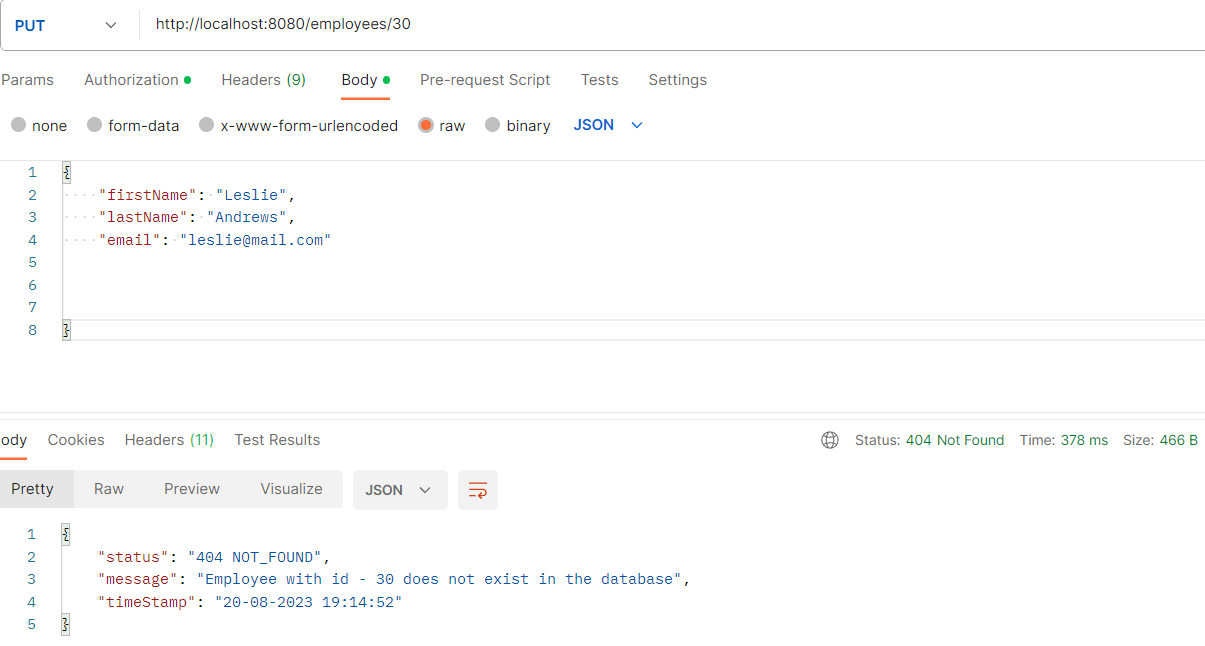 PUT http://localhost:8080/employees/30
Params Authorization Headers (9) Body Pre-request Script Tests Settings
none form-data x-www-form-urlencoded raw binary JSON
1 {
2 "firstName": "Leslie",
3 "lastName": "Andrews",
4 "email": "leslie@mail.com"
5
6
7
8 }
ody Cookies Headers (11) Test Results Status: 404 Not Found Time: 378 ms Size: 466 B
Pretty Raw Preview Visualize JSON
1 {
2 "status": "404 NOT_FOUND",
3 "message": "Employee with id - 30 does not exist in the database",
4 "timeStamp": "20-08-2023 19:14:52"
5 }